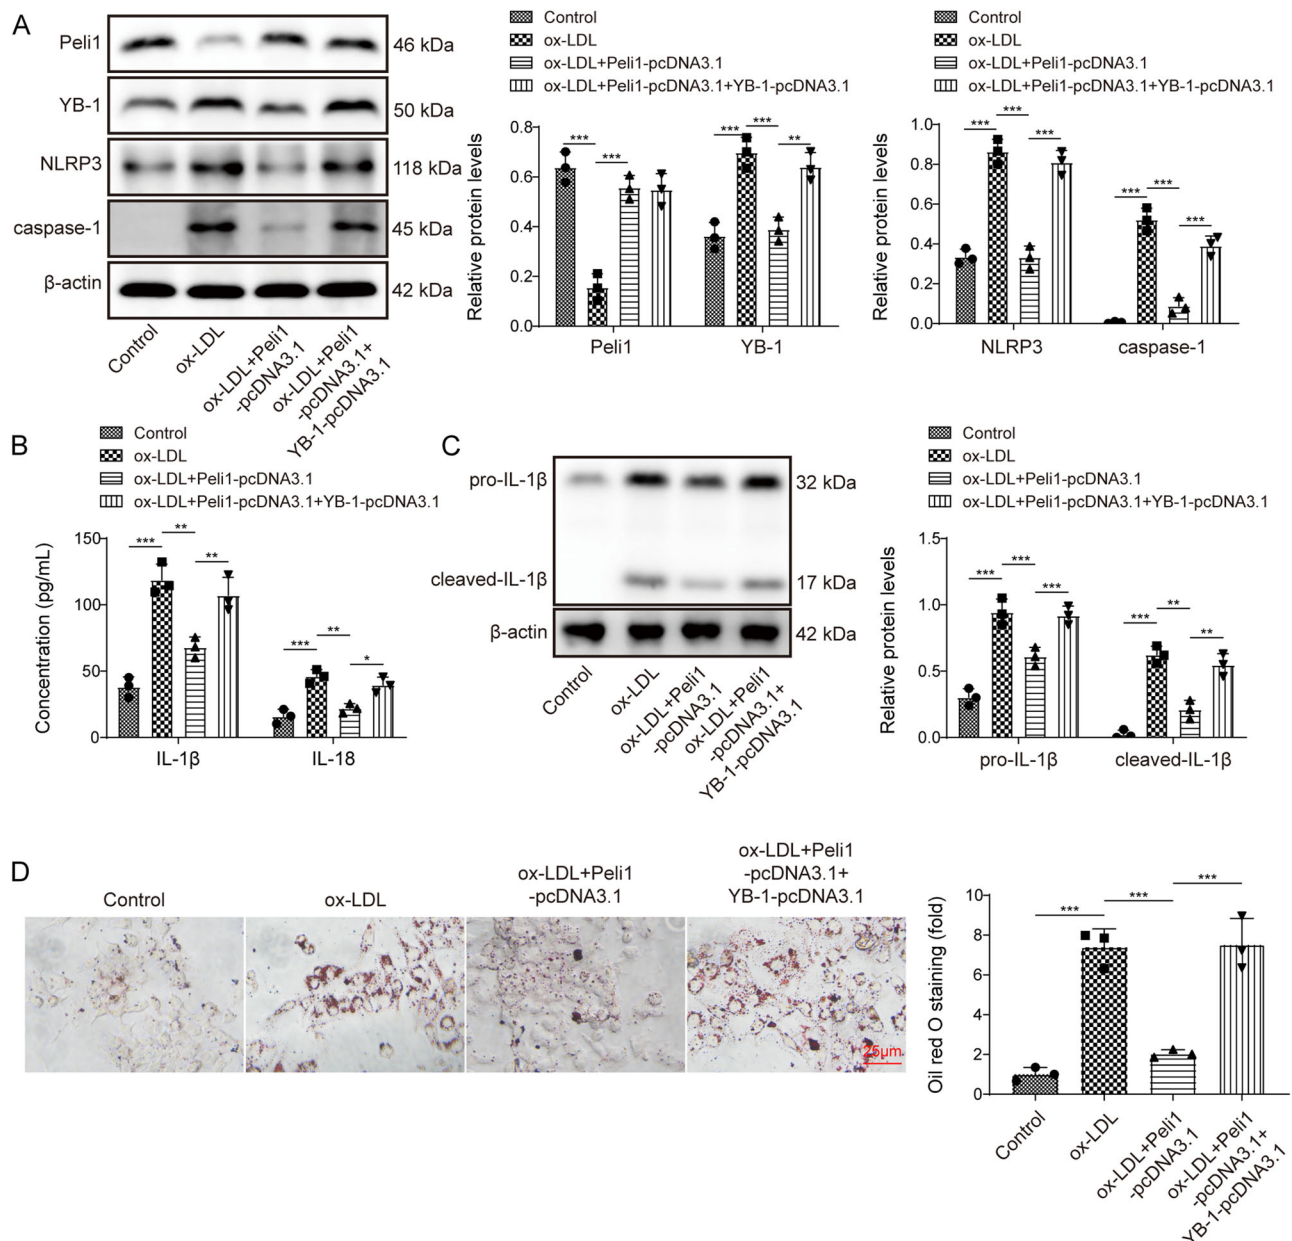 A
Peli1
46 kDa
YB-1
50 kDa
NLRP3
118 kDa
caspase-1
45 kDa
β-actin
42 kDa
Control
ox-LDL
ox-LDL+Peli1
-pcDNA3.1
ox-LDL+Peli1
-pcDNA3.1+
YB-1-pcDNA3.1
Control
ox-LDL
ox-LDL+Peli1-pcDNA3.1
ox-LDL+Peli1-pcDNA3.1+YB-1-pcDNA3.1
Relative protein levels
0.8
0.6
0.4
0.2
0.0
*** *** *** *** **
Peli1 YB-1
Control
ox-LDL
ox-LDL+Peli1-pcDNA3.1
ox-LDL+Peli1-pcDNA3.1+YB-1-pcDNA3.1
Relative protein levels
1.0
0.8
0.4
0.2
0.0
*** *** *** *** *** ***
NLRP3 caspase-1
B
Control
ox-LDL
ox-LDL+Peli1-pcDNA3.1
ox-LDL+Peli1-pcDNA3.1+YB-1-pcDNA3.1
Concentration (pg/mL)
150
100
50
0
*** ** ** *** ** *
IL-1β IL-18
C
pro-IL-1β
32 kDa
cleaved-IL-1β
17 kDa
β-actin
42 kDa
Control
ox-LDL
ox-LDL+Peli1
-pcDNA3.1
ox-LDL+Peli1
-pcDNA3.1+
YB-1-pcDNA3.1
Control
ox-LDL
ox-LDL+Peli1-pcDNA3.1
ox-LDL+Peli1-pcDNA3.1+YB-1-pcDNA3.1
Relative protein levels
1.5
1.0
0.5
0.0
*** *** *** *** ** **
pro-IL-1β cleaved-IL-1β
D
Control
ox-LDL
ox-LDL+Peli1
-pcDNA3.1
ox-LDL+Peli1
-pcDNA3.1+
YB-1-pcDNA3.1
25μm
Oil red O staining (fold)
10
8
6
4
2
0
*** *** ***
Control
ox-LDL
ox-LDL+Peli1
-pcDNA3.1
ox-LDL+Peli1
-pcDNA3.1+
YB-1-pcDNA3.1